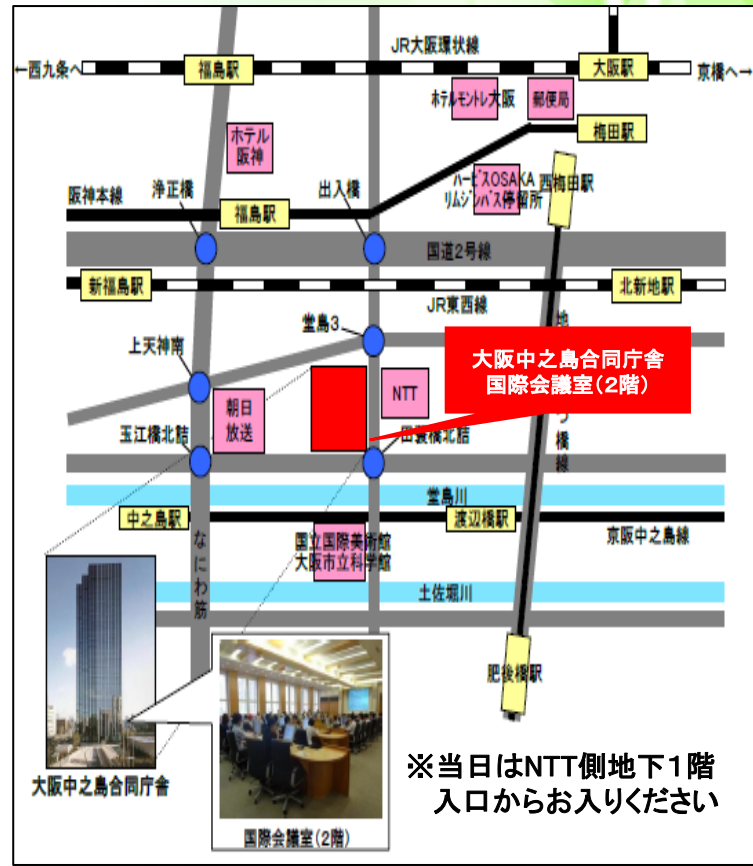 JR大阪環状線
←西九条へ
福島駅
大阪駅
京橋へ→
ホテルモントレ大阪
郵便局
梅田駅
ホテル
阪神
ハービスOSAKA
リムジンバス停留所
西梅田駅
阪神本線
浄正橋
福島駅
出入橋
国道2号線
新福島駅
北新地駅
JR東西線
堂島3
上天神南
大阪中之島合同庁舎
国際会議室(2階)
地
つ橋線
NTT
朝日
放送
玉江橋北詰
田蓑橋北詰
堂島川
中之島駅
渡辺橋駅
京阪中之島線
なにわ筋
国立国際美術館
大阪市立科学館
土佐堀川
肥後橋駅
大阪中之島合同庁舎
国際会議室(2階)
※当日はNTT側地下1階
入口からお入りください